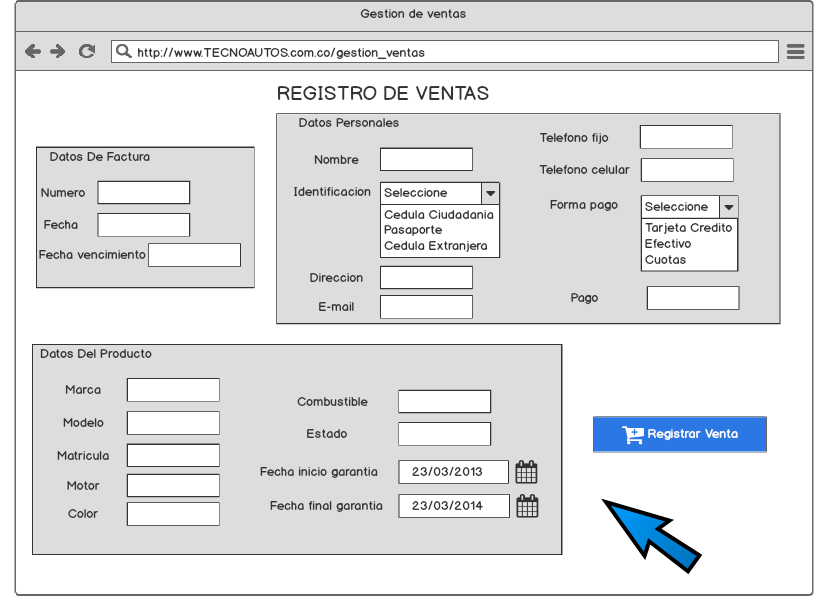 Gestion de ventas
http://www.TECNOAUTOS.com.co/gestion_ventas
REGISTRO DE VENTAS
Datos De Factura
Numero
Fecha
Fecha vencimiento
Datos Personales
Nombre
Identificacion Seleccione
Cedula Ciudadania
Pasaporte
Cedula Extranjera
Direccion
E-mail
Telefono fijo
Telefono celular
Forma pago Seleccione
Tarjeta Credito
Efectivo
Cuotas
Pago
Datos Del Producto
Marca
Modelo
Matricula
Motor
Color
Combustible
Estado
Fecha inicio garantia 23/03/2013
Fecha final garantia 23/03/2014
Registrar Venta